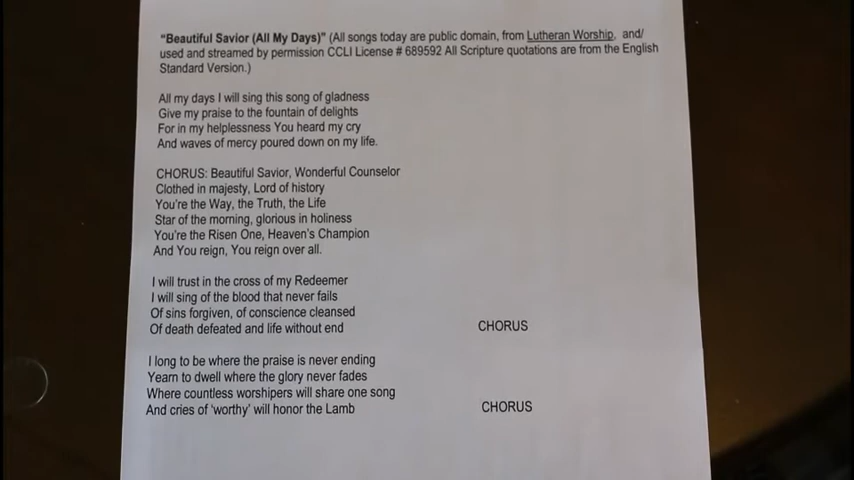 "Beautiful Savior (All My Days)" (All songs today are public domain, from Lutheran Worship, and/
used and streamed by permission CCLI License # 689592 All Scripture quotations are from the English
Standard Version.)
All my days I will sing this song of gladness
Give my praise to the fountain of delights
For in my helplessness You heard my cry
And waves of mercy poured down on my life.
CHORUS: Beautiful Savior, Wonderful Counselor
Clothed in majesty, Lord of history
You're the Way, the Truth, the Life
Star of the morning, glorious in holiness
You're the Risen One, Heaven's Champion
And You reign, You reign over all.
I will trust in the cross of my Redeemer
I will sing of the blood that never fails
Of sins forgiven, of conscience cleansed
Of death defeated and life without end CHORUS
I long to be where the praise is never ending
Yearn to dwell where the glory never fades
Where countless worshipers will share one song
And cries of 'worthy' will honor the Lamb CHORUS